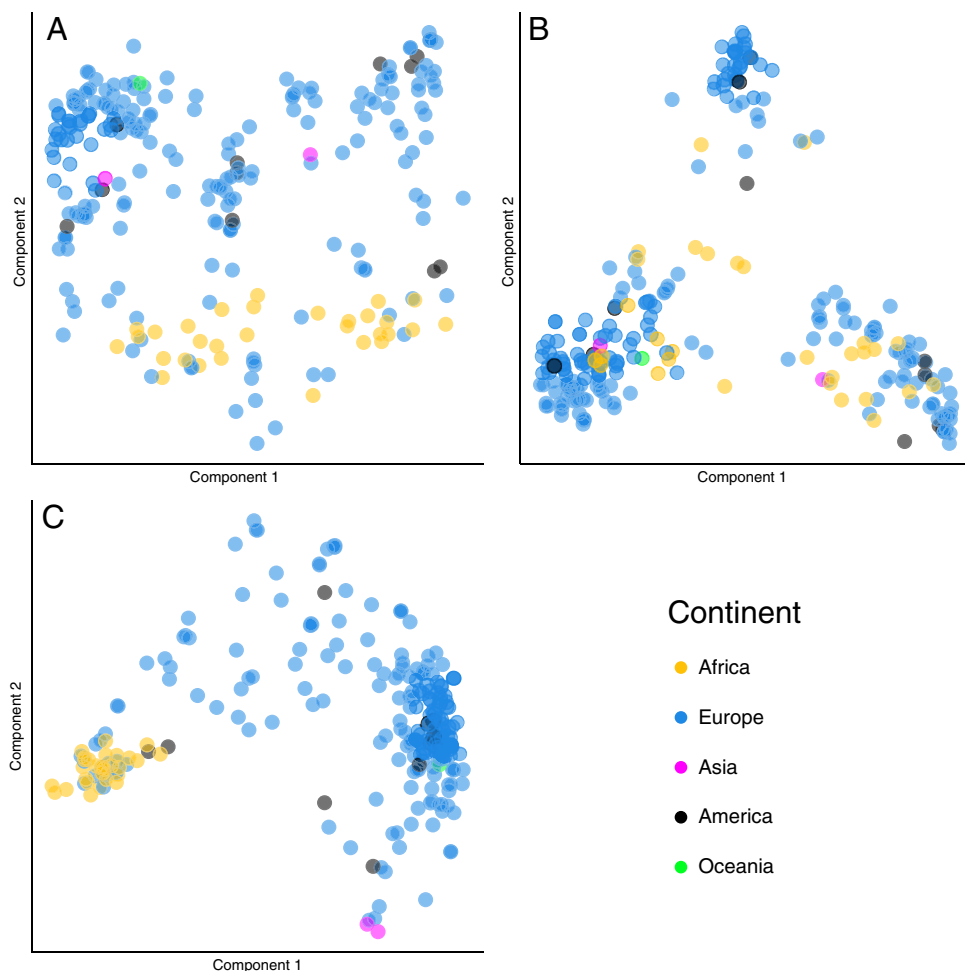 A
Component 2
Component 1
B
Component 2
Component 1
C
Component 2
Component 1
Continent
Africa
Europe
Asia
America
Oceania